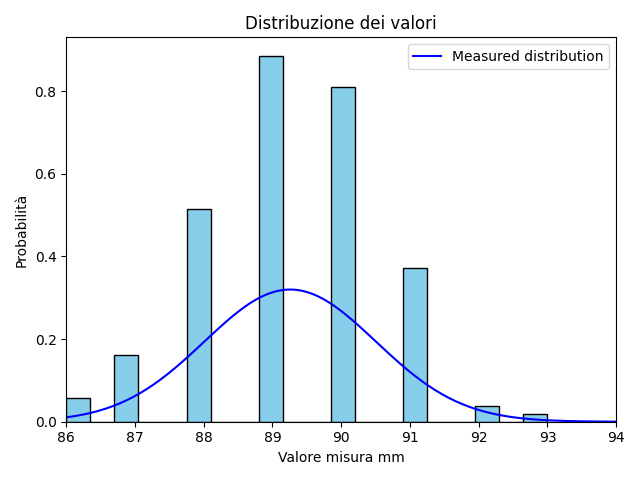 Distribuzione dei valori
Measured distribution
Probabilità
0.8
0.6
0.4
0.2
0.0
86 87 88 89 90 91 92 93 94
Valore misura mm